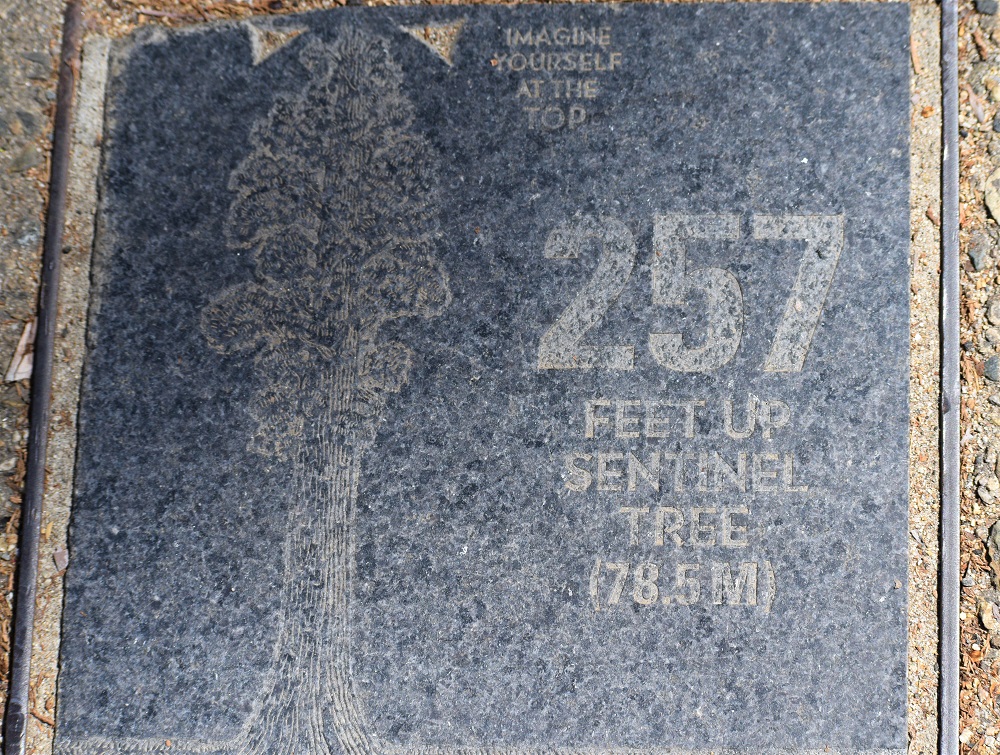 IMAGINE
YOURSELF
AT THE
TOP
257
FEET UP
SENTINEL
TREE
(78.5 M)